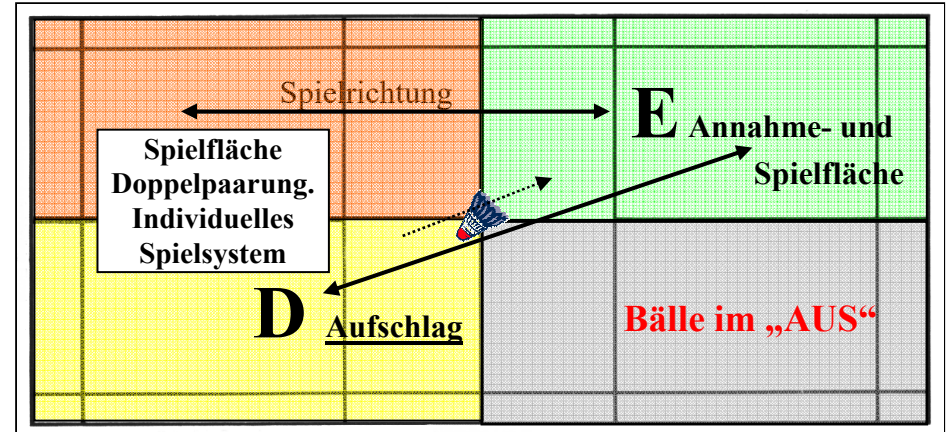 Spielrichtung
E Annahme- und
Spielfläche
Spielfläche
Doppelpaarung.
Individuelles
Spielsystem
D Aufschlag
Bälle im „AUS“